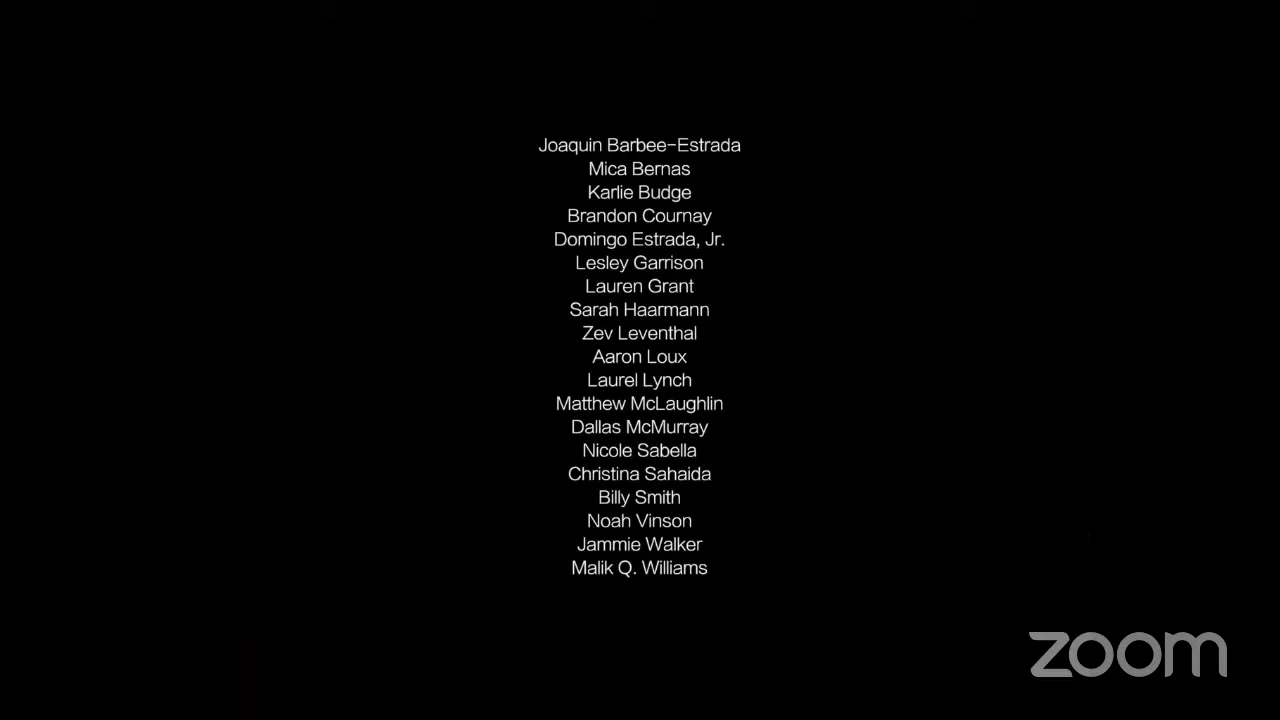 Joaquin Barbee-Estrada
Mica Bernas
Karlie Budge
Brandon Cournay
Domingo Estrada, Jr.
Lesley Garrison
Lauren Grant
Sarah Haarmann
Zev Leventhal
Aaron Loux
Laurel Lynch
Matthew McLaughlin
Dallas McMurray
Nicole Sabella
Christina Sahaida
Billy Smith
Noah Vinson
Jammie Walker
Malik Q. Williams
zoom